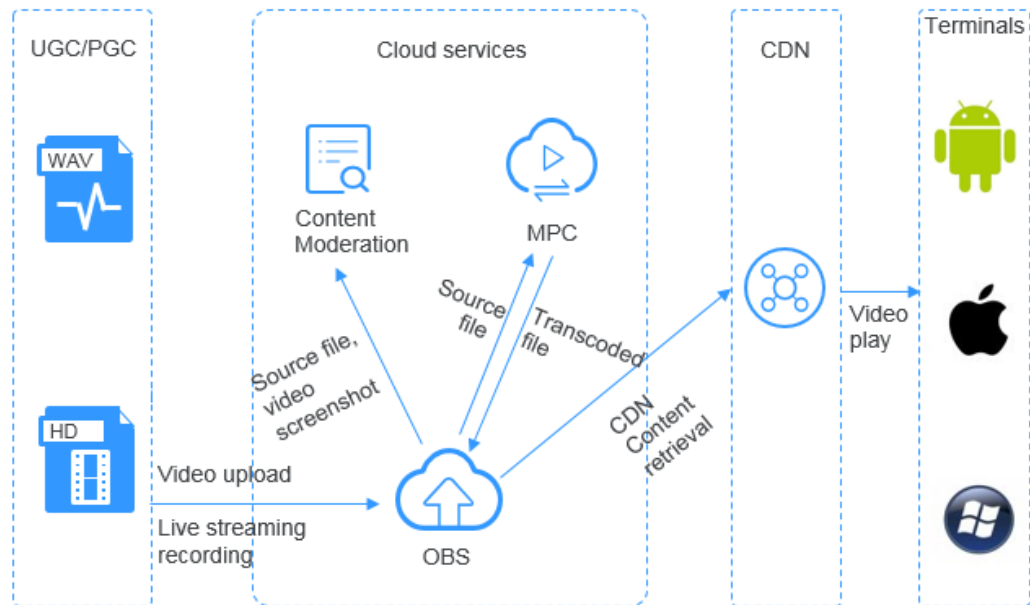 UGC/PGC
WAV
HD
Video upload
Live streaming
recording
Cloud services
Content
Moderation
MPC
Source file,
video
screenshot
Source
file
Transcoded
file
OBS
CDN
Content
retrieval
CDN
Video
play
Terminals